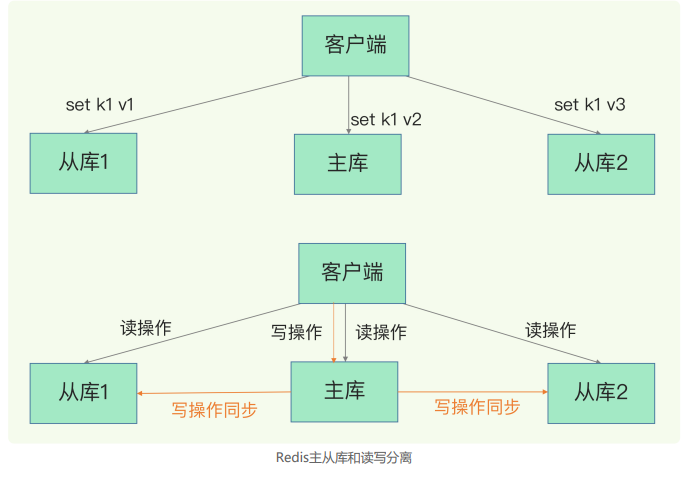 客户端
set k1 v1
set k1 v2
set k1 v3
从库1
主库
从库2
客户端
读操作
写操作
读操作
读操作
从库1
主库
从库2
写操作同步
写操作同步
Redis主从库和读写分离